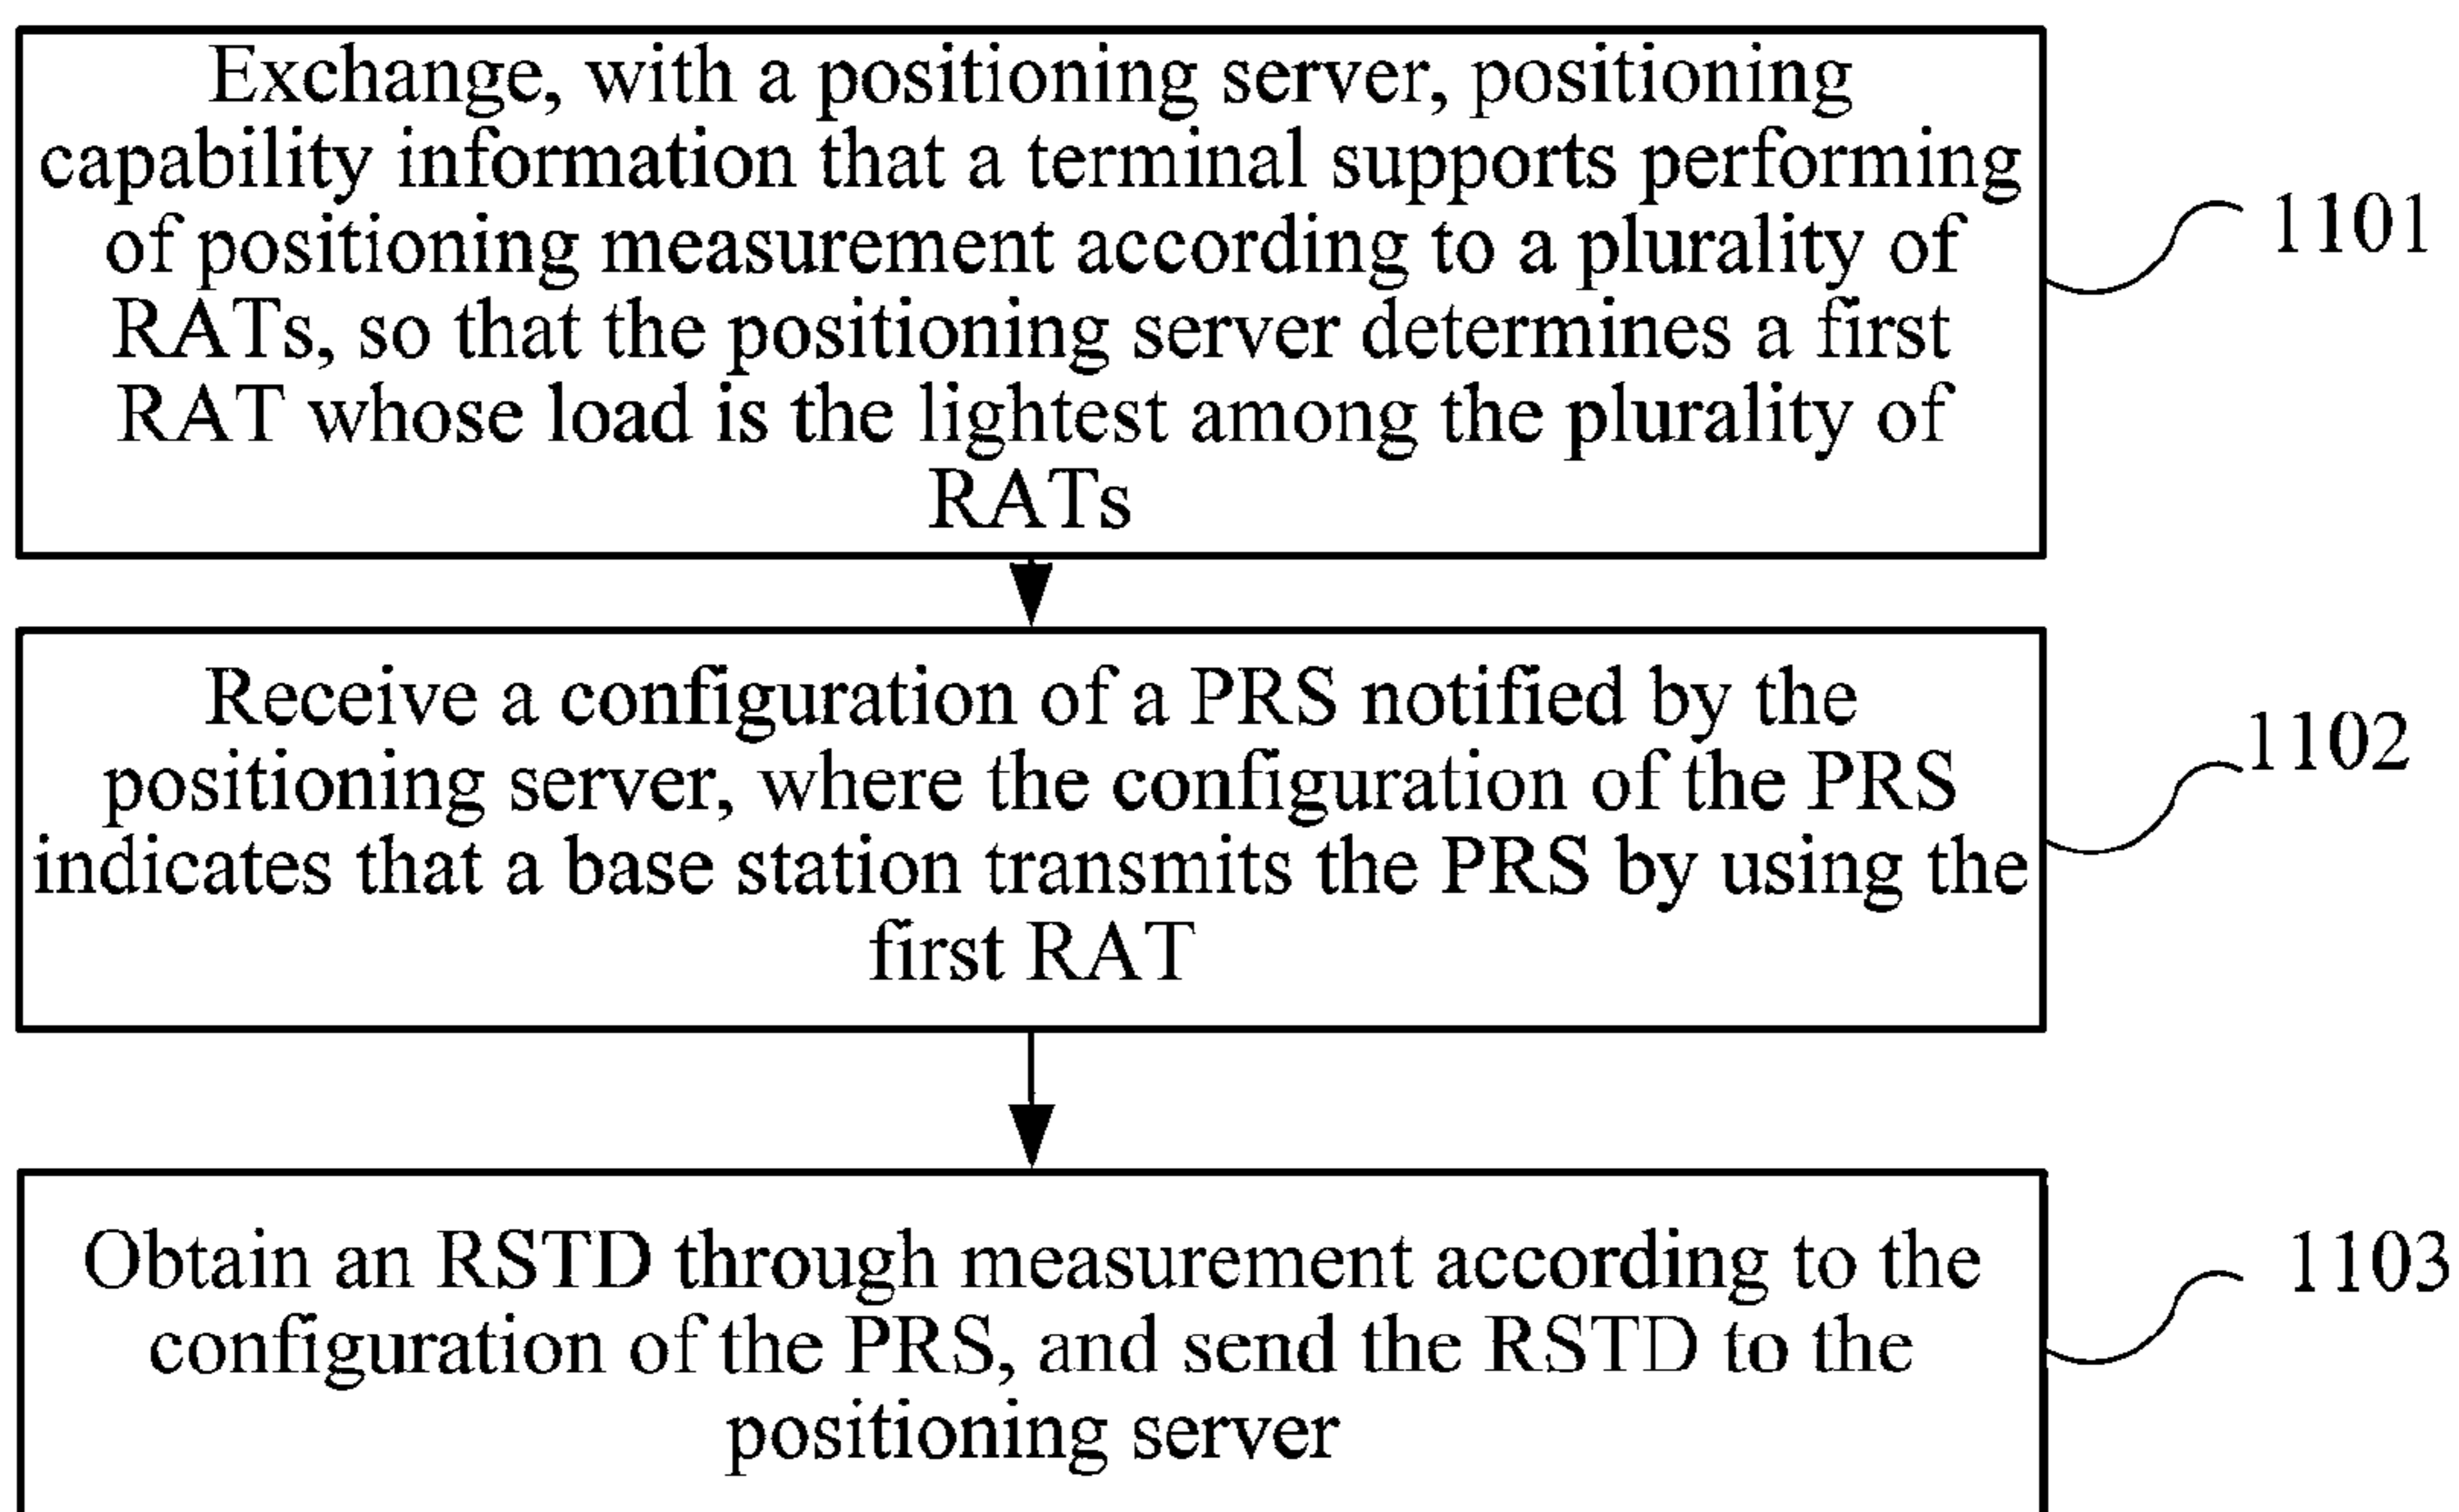 Exchange, with a positioning server, positioning
capability information that a terminal supports performing
of positioning measurement according to a plurality of
RATs, so that the positioning server determines a first
RAT whose load is the lightest among the plurality of
RATs
1101
Receive a configuration of a PRS notified by the
positioning server, where the configuration of the PRS
indicates that a base station transmits the PRS by using the
first RAT
1102
Obtain an RSTD through measurement according to the
configuration of the PRS, and send the RSTD to the
positioning server
1103